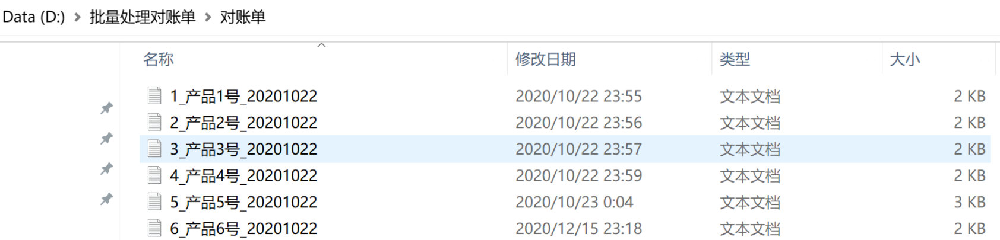 Data (D:) > 批量处理对账单 > 对账单
名称 修改日期 类型 大小
1_产品1号_20201022 2020/10/22 23:55 文本文档 2 KB
2_产品2号_20201022 2020/10/22 23:56 文本文档 2 KB
3_产品3号_20201022 2020/10/22 23:57 文本文档 2 KB
4_产品4号_20201022 2020/10/22 23:59 文本文档 2 KB
5_产品5号_20201022 2020/10/23 0:04 文本文档 3 KB
6_产品6号_20201022 2020/12/15 23:18 文本文档 2 KB